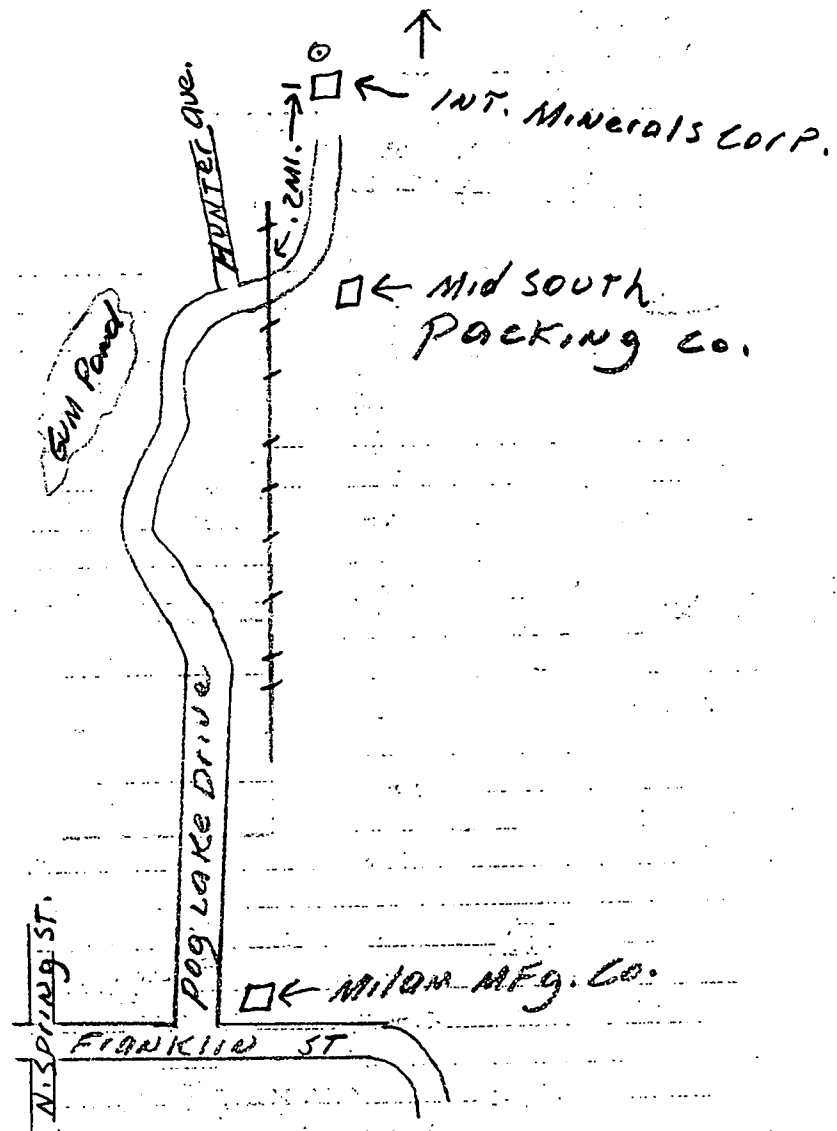 INT. Minerals Corp.
HUNTER Ave.
.2MI.
Mid South
Packing Co.
GUM Pond
Pog Lake Drive
Milan MFg. Co.
N. Spring St.
Franklin St